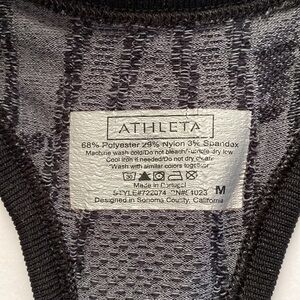 ATHLETA
68% Polyester 29% Nylon 3% Spandex
Machine wash cold/Do not bleach/Tumble dry low
Cool iron if needed/Do not dry clean
"Wash with similar colors together"
Made in Portugal
STYLE#722074 RN#54023 M
Designed in Sonoma County, California